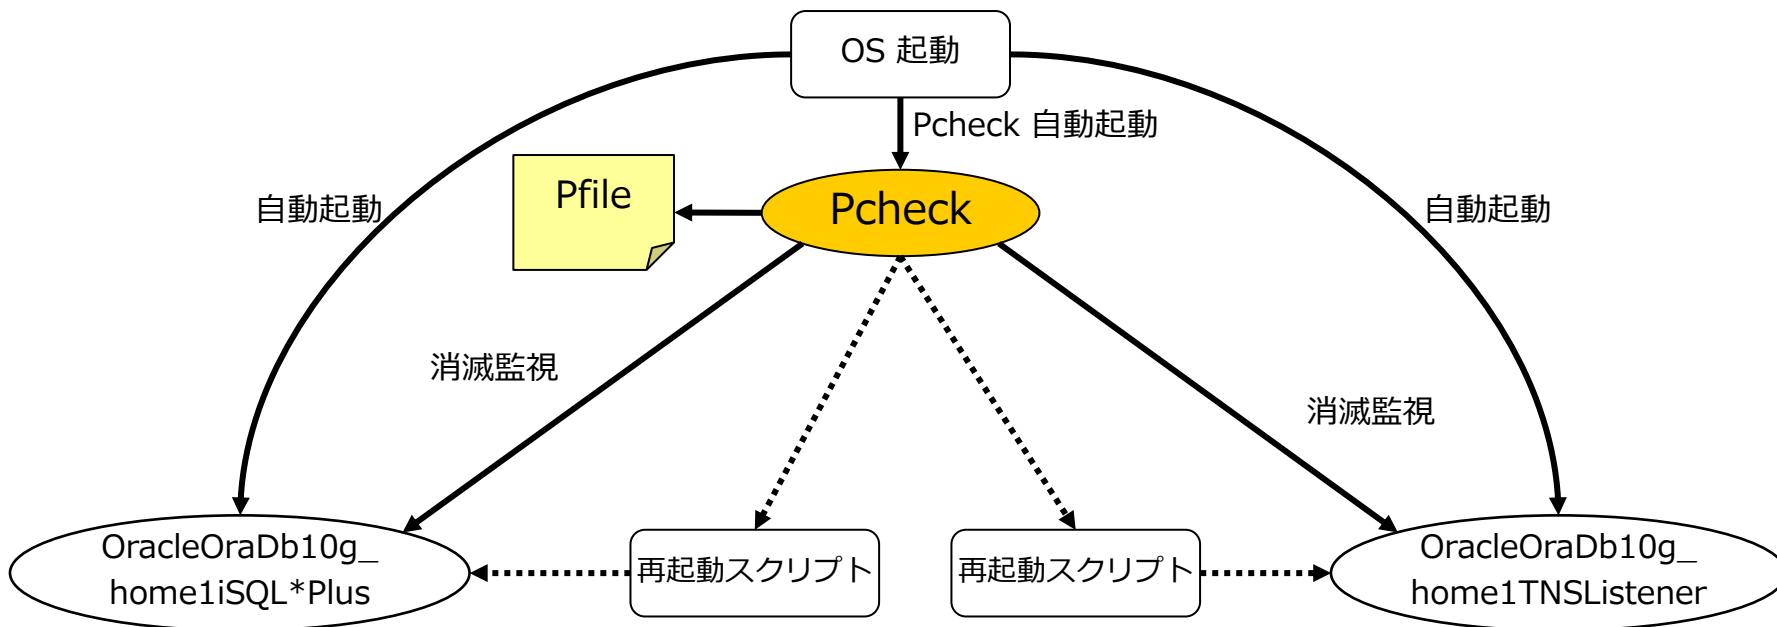 OS 起動
Pcheck 自動起動
Pfile
Pcheck
自動起動
自動起動
消滅監視
消滅監視
OracleOraDb10g_
home1iSQL*Plus
再起動スクリプト
再起動スクリプト
OracleOraDb10g_
home1TNSListener